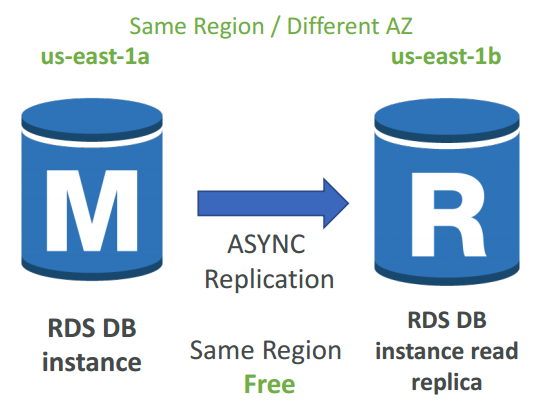 Same Region / Different AZ
us-east-1a
us-east-1b
M
R
ASYNC
Replication
RDS DB
instance
Same Region
Free
RDS DB
instance read
replica